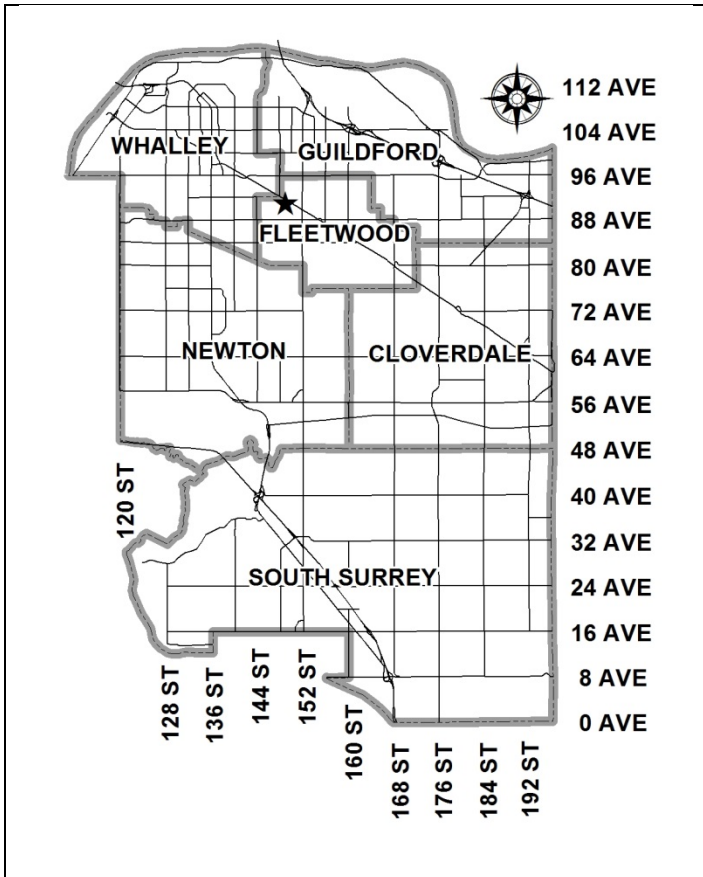 112 AVE
104 AVE
WHALLEY
GUILDFORD
96 AVE
88 AVE
FLEETWOOD
80 AVE
72 AVE
NEWTON
CLOVERDALE
64 AVE
56 AVE
48 AVE
120 ST
40 AVE
32 AVE
SOUTH SURREY
24 AVE
16 AVE
128 ST
136 ST
144 ST
152 ST
160 ST
8 AVE
0 AVE
168 ST
176 ST
184 ST
192 ST